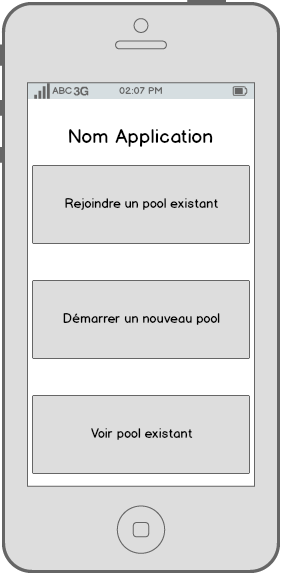 ABC 3G 02:07 PM
Nom Application
Rejoindre un pool existant
Démarrer un nouveau pool
Voir pool existant